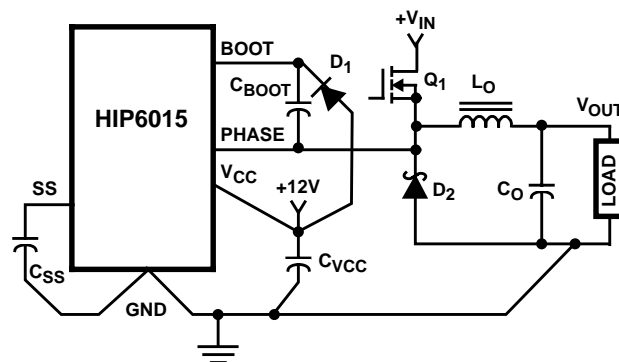 +VIN
BOOT
D1
CBOOT
Q1
LO
VOUT
HIP6015
PHASE
VCC
+12V
SS
D2
CO
LOAD
CSS
CVCC
GND